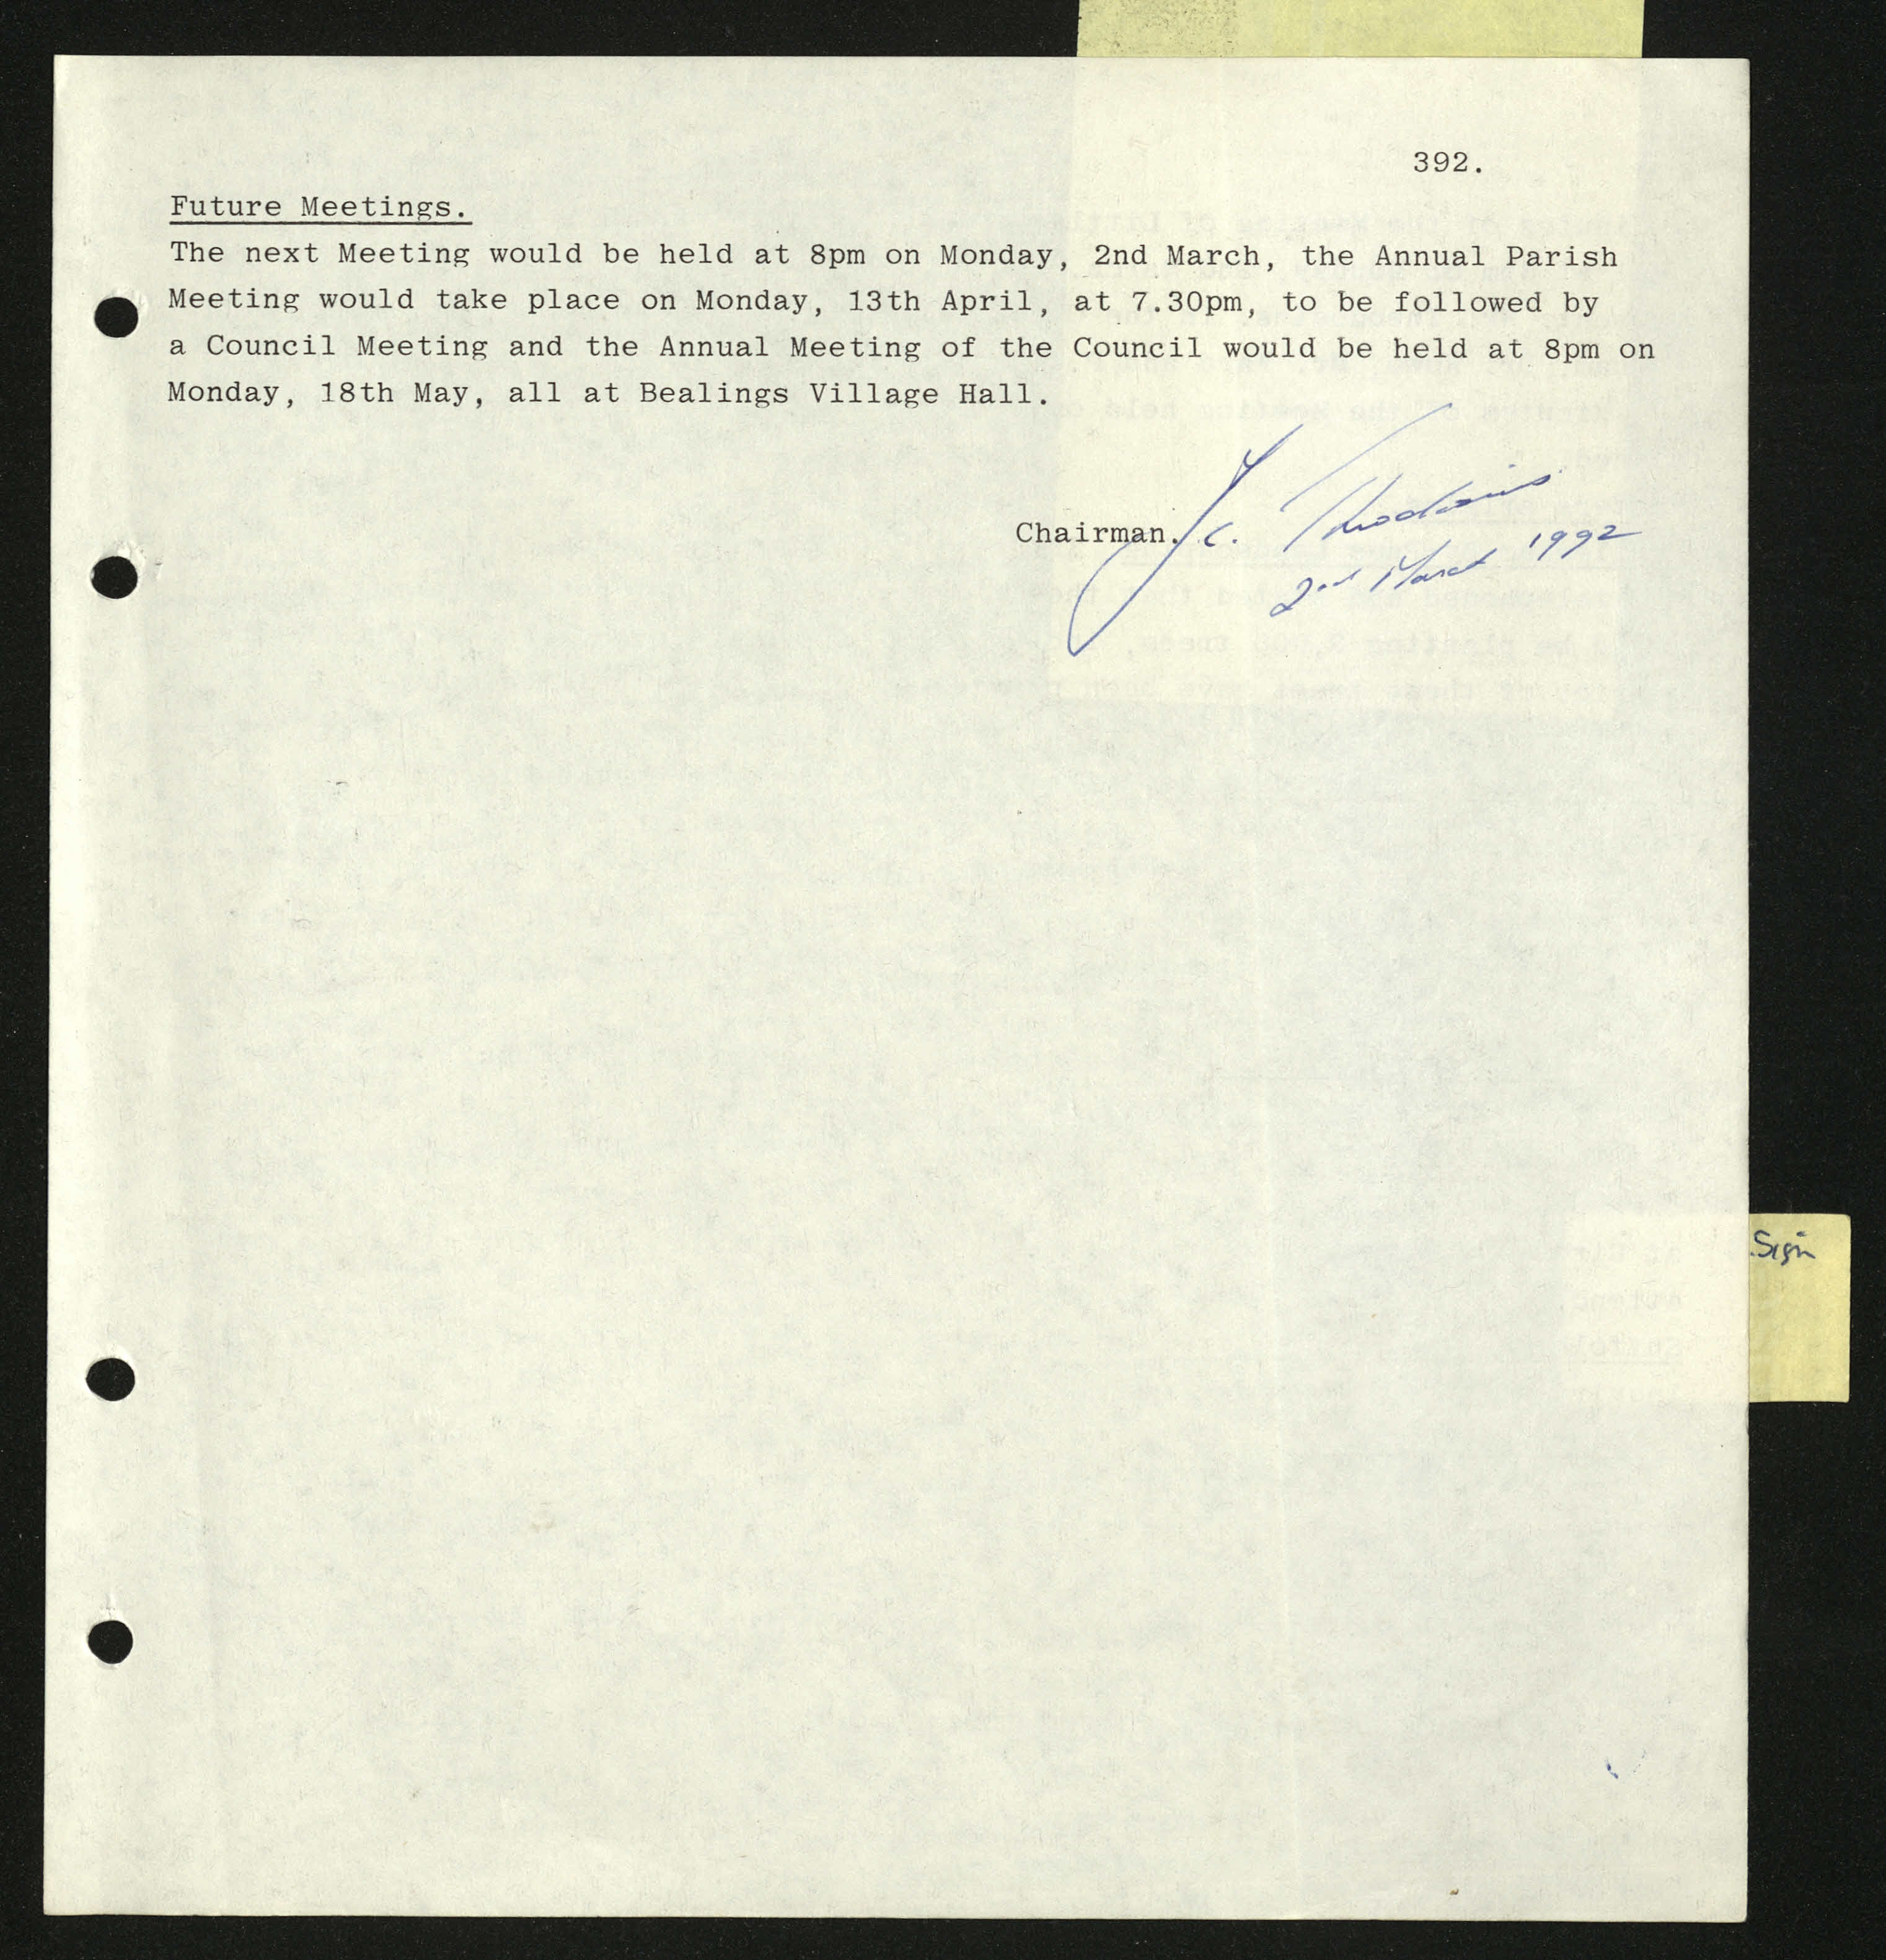 392.
Future Meetings.
The next Meeting would be held at 8pm on Monday, 2nd March, the Annual Parish
Meeting would take place on Monday, 13th April, at 7.30pm, to be followed by
a Council Meeting and the Annual Meeting of the Council would be held at 8pm on
Monday, 18th May, all at Bealings Village Hall.
Chairman.
2nd March 1992
Sign